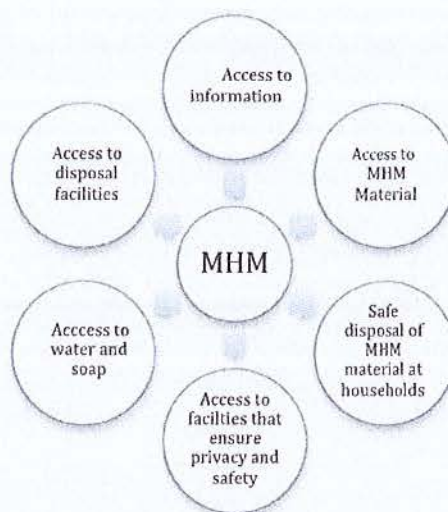 Access to
information
Access to
MHM
Material
Safe
disposal of
MHM
material at
households
Access to
facilties that
ensure
privacy and
safety
Acccess to
water and
soap
Access to
disposal
facilities
MHM